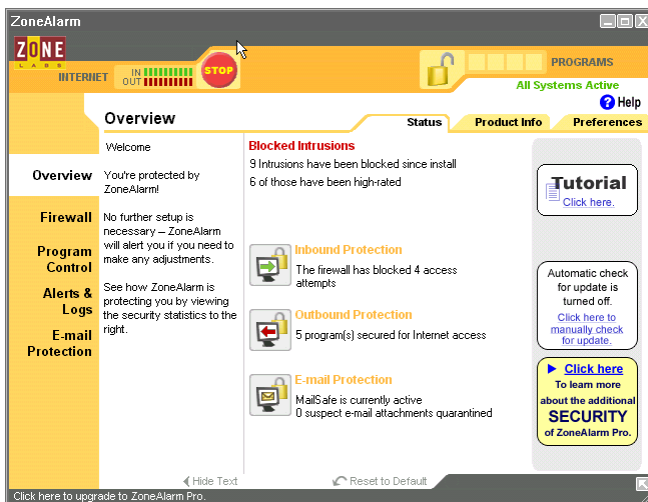 ZoneAlarm
ZONE
LABS
INTERNET
IN
OUT
STOP
PROGRAMS
All Systems Active
? Help
Overview
Status
Product Info
Preferences
Overview
Firewall
Program
Control
Alerts &
Logs
E-mail
Protection
Welcome
You're protected by
ZoneAlarm!
No further setup is
necessary – ZoneAlarm
will alert you if you need to
make any adjustments.
See how ZoneAlarm is
protecting you by viewing
the security statistics to the
right.
Blocked Intrusions
9 Intrusions have been blocked since install
6 of those have been high-rated
Inbound Protection
The firewall has blocked 4 access
attempts
Outbound Protection
5 program(s) secured for Internet access
E-mail Protection
MailSafe is currently active
0 suspect e-mail attachments quarantined
Tutorial
Click here.
Automatic check
for update is
turned off.
Click here to
manually check
for update.
Click here
To learn more
about the additional
SECURITY
of ZoneAlarm Pro.
Hide Text
Reset to Default
Click here to upgrade to ZoneAlarm Pro.